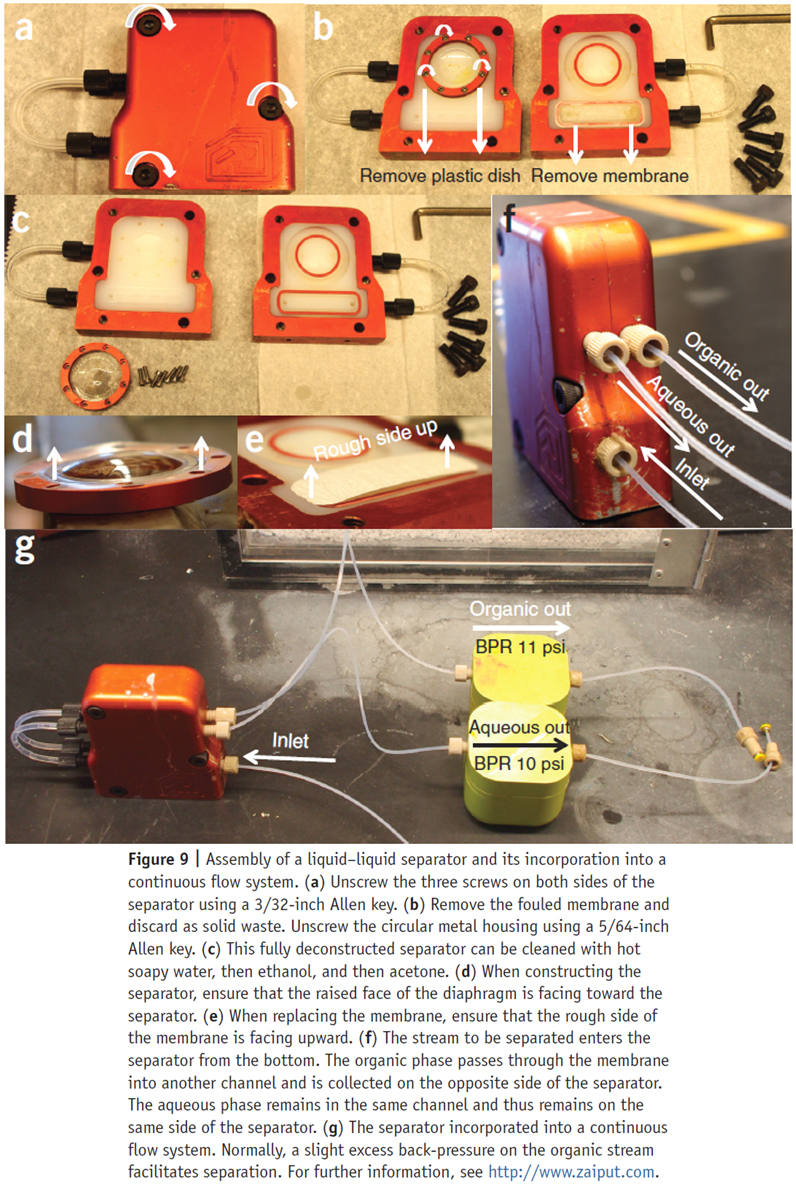 a
b
Remove plastic dish
Remove membrane
c
f
Organic out
Aqueous out
Inlet
d
e
Rough side up
g
Organic out
BPR 11 psi
Inlet
Aqueous out
BPR 10 psi
Figure 9 | Assembly of a liquid–liquid separator and its incorporation into a
continuous flow system. (a) Unscrew the three screws on both sides of the
separator using a 3/32-inch Allen key. (b) Remove the fouled membrane and
discard as solid waste. Unscrew the circular metal housing using a 5/64-inch
Allen key. (c) This fully deconstructed separator can be cleaned with hot
soapy water, then ethanol, and then acetone. (d) When constructing the
separator, ensure that the raised face of the diaphragm is facing toward the
separator. (e) When replacing the membrane, ensure that the rough side of
the membrane is facing upward. (f) The stream to be separated enters the
separator from the bottom. The organic phase passes through the membrane
into another channel and is collected on the opposite side of the separator.
The aqueous phase remains in the same channel and thus remains on the
same side of the separator. (g) The separator incorporated into a continuous
flow system. Normally, a slight excess back-pressure on the organic stream
facilitates separation. For further information, see http://www.zaiput.com.